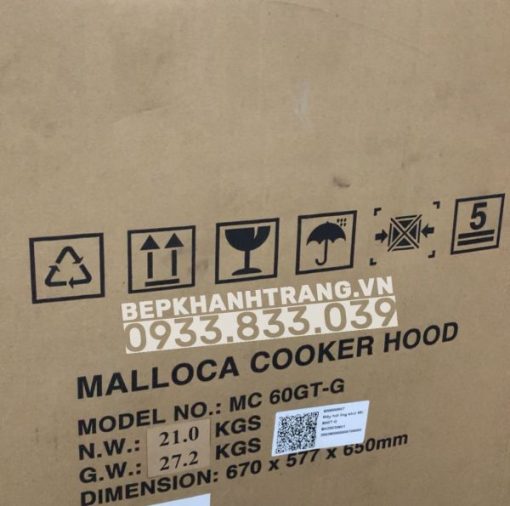 5
BEPKHANHTRANG.VN
0933.833.039
MALLOCA COOKER HOOD
MODEL NO.: MC 60GT-G
N.W.: 21.0 KGS
G.W.: 27.2 KGS
DIMENSION: 670 x 577 x 650mm